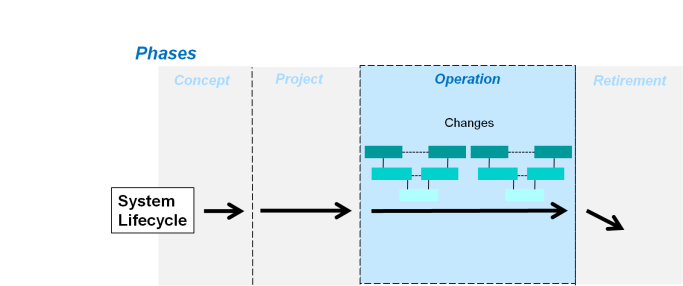 Phases
Concept
Project
Operation
Retirement
Changes
System
Lifecycle